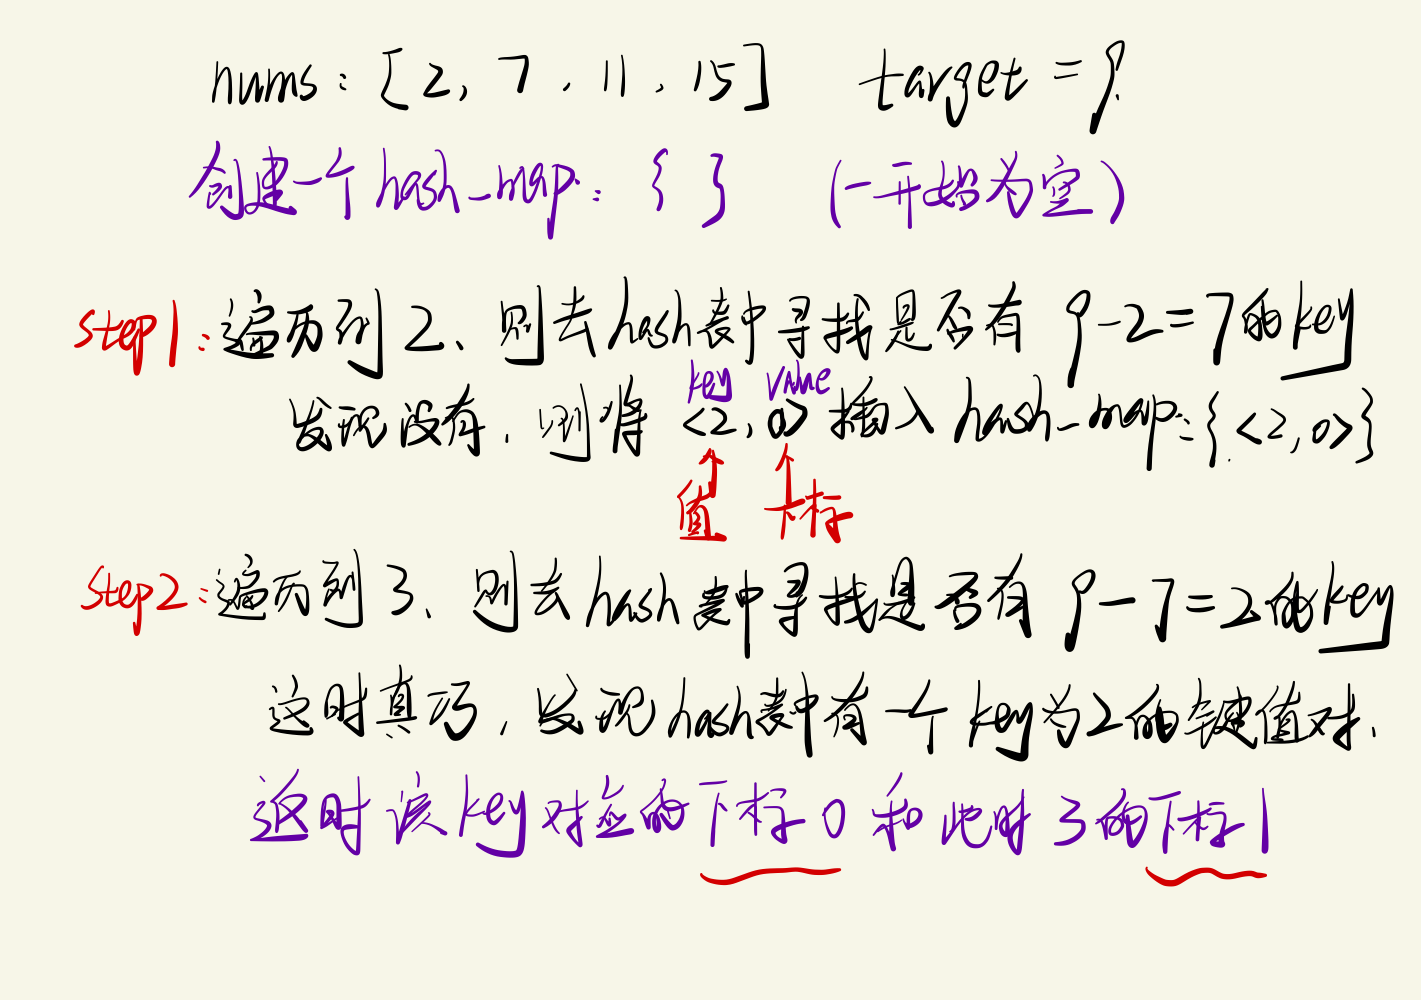 nums: [2, 7, 11, 15] target = 9
创建一个 hash_map: { } (一开始为空)
step1: 遍历到 2、则去 hash表中寻找是否有 9-2=7的key
key value
发现没有, 则将 <2, 0> 插入 hash_map: { <2, 0> }
值 下标
step2: 遍历到 3、则去 hash表中寻找是否有 9-7=2的key
这时真巧, 发现hash表中有一个key为2的键值对.
这时该key对应的下标0和此时3的下标1